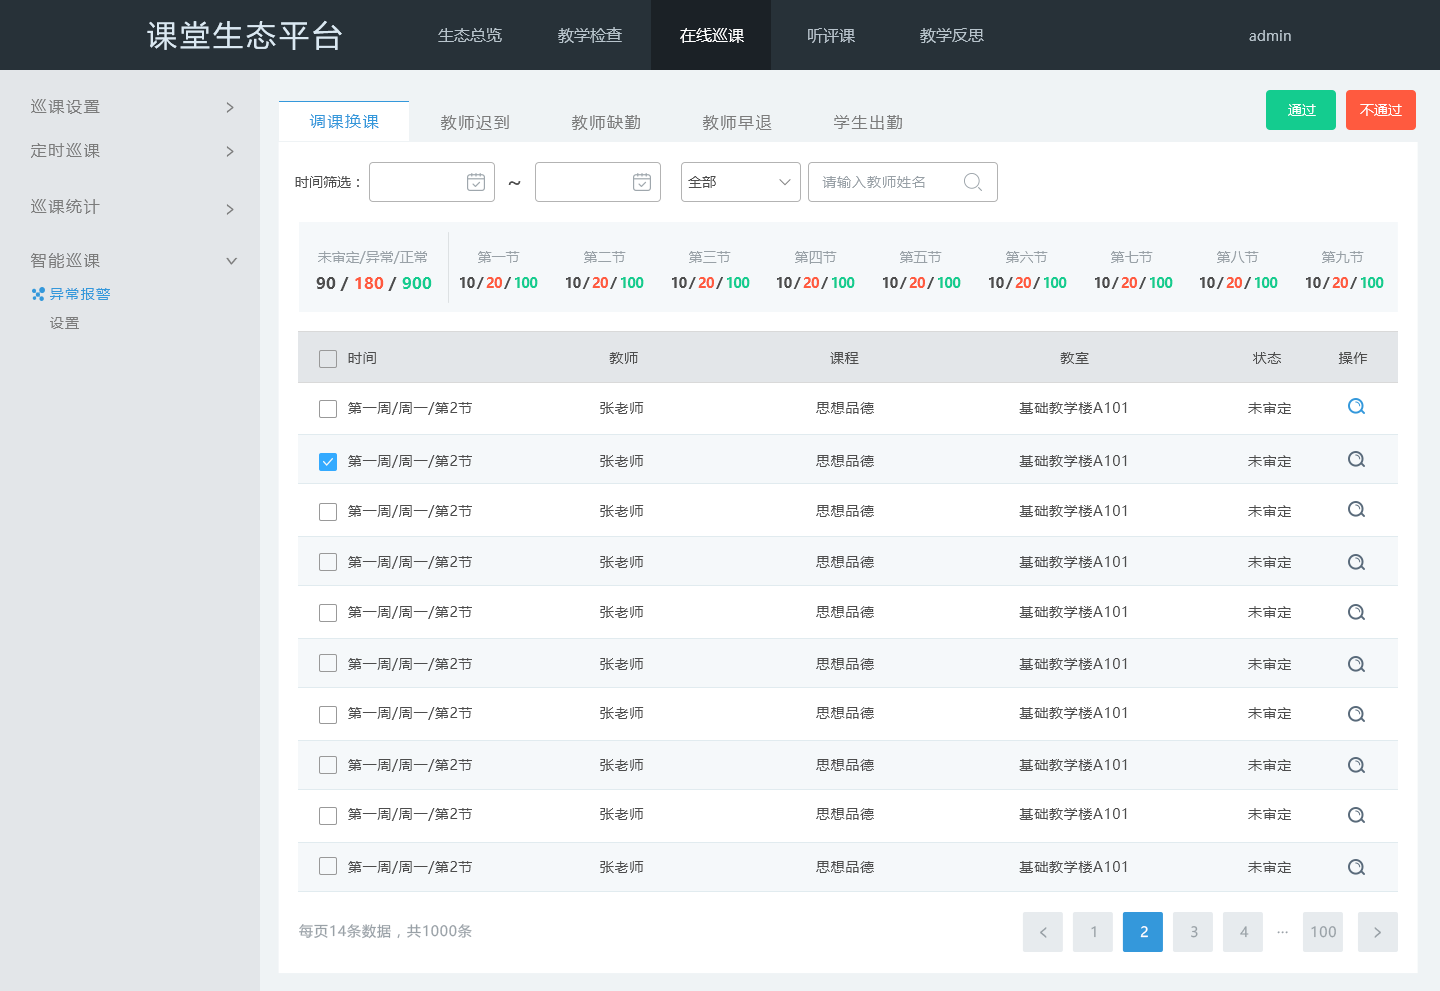 课堂生态平台 生态总览 教学检查 在线巡课 听评课 教学反思 admin
巡课设置
定时巡课
巡课统计
智能巡课
异常报警
设置
调课换课 教师迟到 教师缺勤 教师早退 学生出勤 通过 不通过
时间筛选： ~ 全部 请输入教师姓名
未审定/异常/正常 第一节 第二节 第三节 第四节 第五节 第六节 第七节 第八节 第九节
90 / 180 / 900 10/20/100 10/20/100 10/20/100 10/20/100 10/20/100 10/20/100 10/20/100 10/20/100 10/20/100
时间 教师 课程 教室 状态 操作
第一周/周一/第2节 张老师 思想品德 基础教学楼A101 未审定
第一周/周一/第2节 张老师 思想品德 基础教学楼A101 未审定
第一周/周一/第2节 张老师 思想品德 基础教学楼A101 未审定
第一周/周一/第2节 张老师 思想品德 基础教学楼A101 未审定
第一周/周一/第2节 张老师 思想品德 基础教学楼A101 未审定
第一周/周一/第2节 张老师 思想品德 基础教学楼A101 未审定
第一周/周一/第2节 张老师 思想品德 基础教学楼A101 未审定
第一周/周一/第2节 张老师 思想品德 基础教学楼A101 未审定
第一周/周一/第2节 张老师 思想品德 基础教学楼A101 未审定
第一周/周一/第2节 张老师 思想品德 基础教学楼A101 未审定
每页14条数据，共1000条 < 1 2 3 4 ··· 100 >